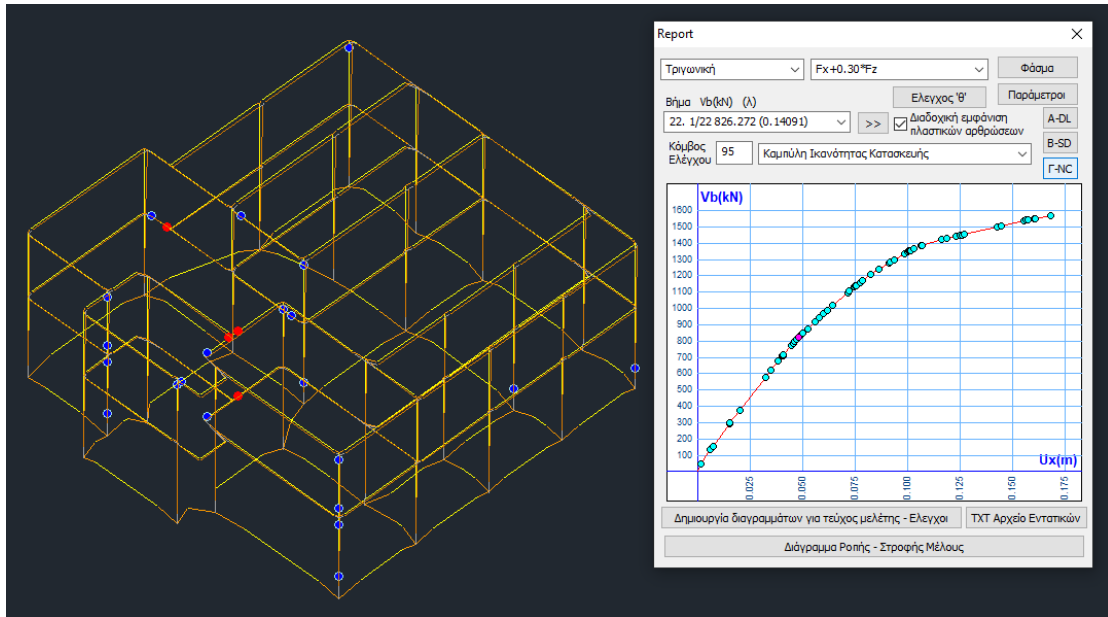 Report
Τριγωνική
Fx+0.30*Fz
Φάσμα
Βήμα Vb(kN) (λ)
Ελεγχος 'θ'
Παράμετροι
22. 1/22 826.272 (0.14091)
>>
Διαδοχική εμφάνιση
πλαστικών αρθρώσεων
A-DL
Κόμβος
Ελέγχου
95
Καμπύλη Ικανότητας Κατασκευής
B-SD
Γ-NC
Vb(kN)
1600
1500
1400
1300
1200
1100
1000
900
800
700
600
500
400
300
200
100
Ux(m)
0.025
0.050
0.075
0.100
0.125
0.150
0.175
Δημιουργία διαγραμμάτων για τεύχος μελέτης - Ελεγχοι
TXT Αρχείο Εντατικών
Διάγραμμα Ροπής - Στροφής Μέλους